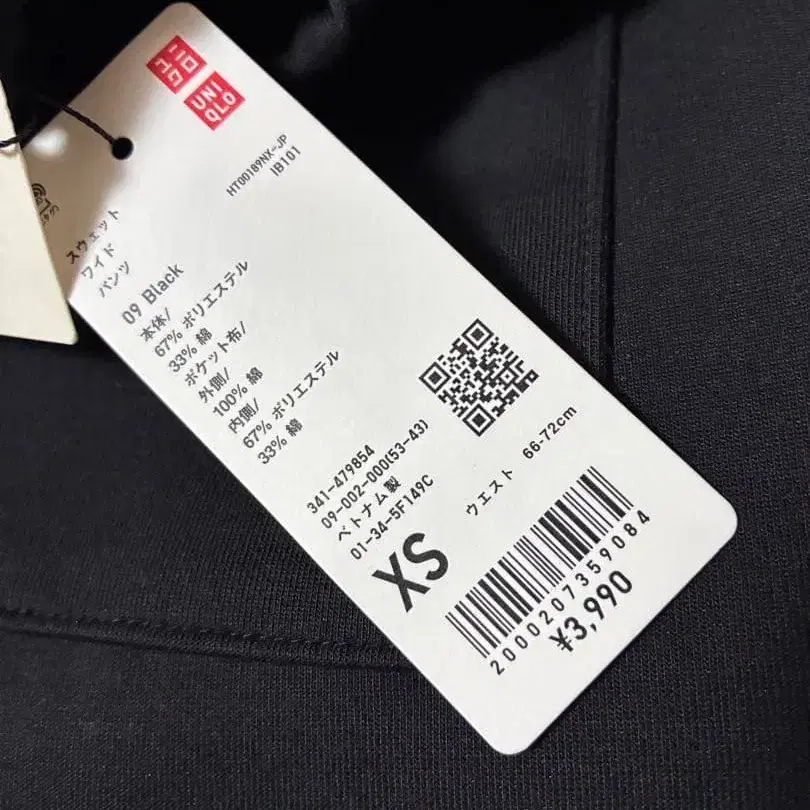 ユニ
クロ
UNI
QLO
HT00189NX-JP
IB101
スウェット
ワイド
パンツ
09 Black
本体/
67% ポリエステル
33% 綿
ポケット布/
外側/
100% 綿
内側/
67% ポリエステル
33% 綿
341-479854
09-002-000(53-43)
ベトナム製
01-34-5F149C
XS
ウエスト 66-72cm
2000207359084
¥3,990